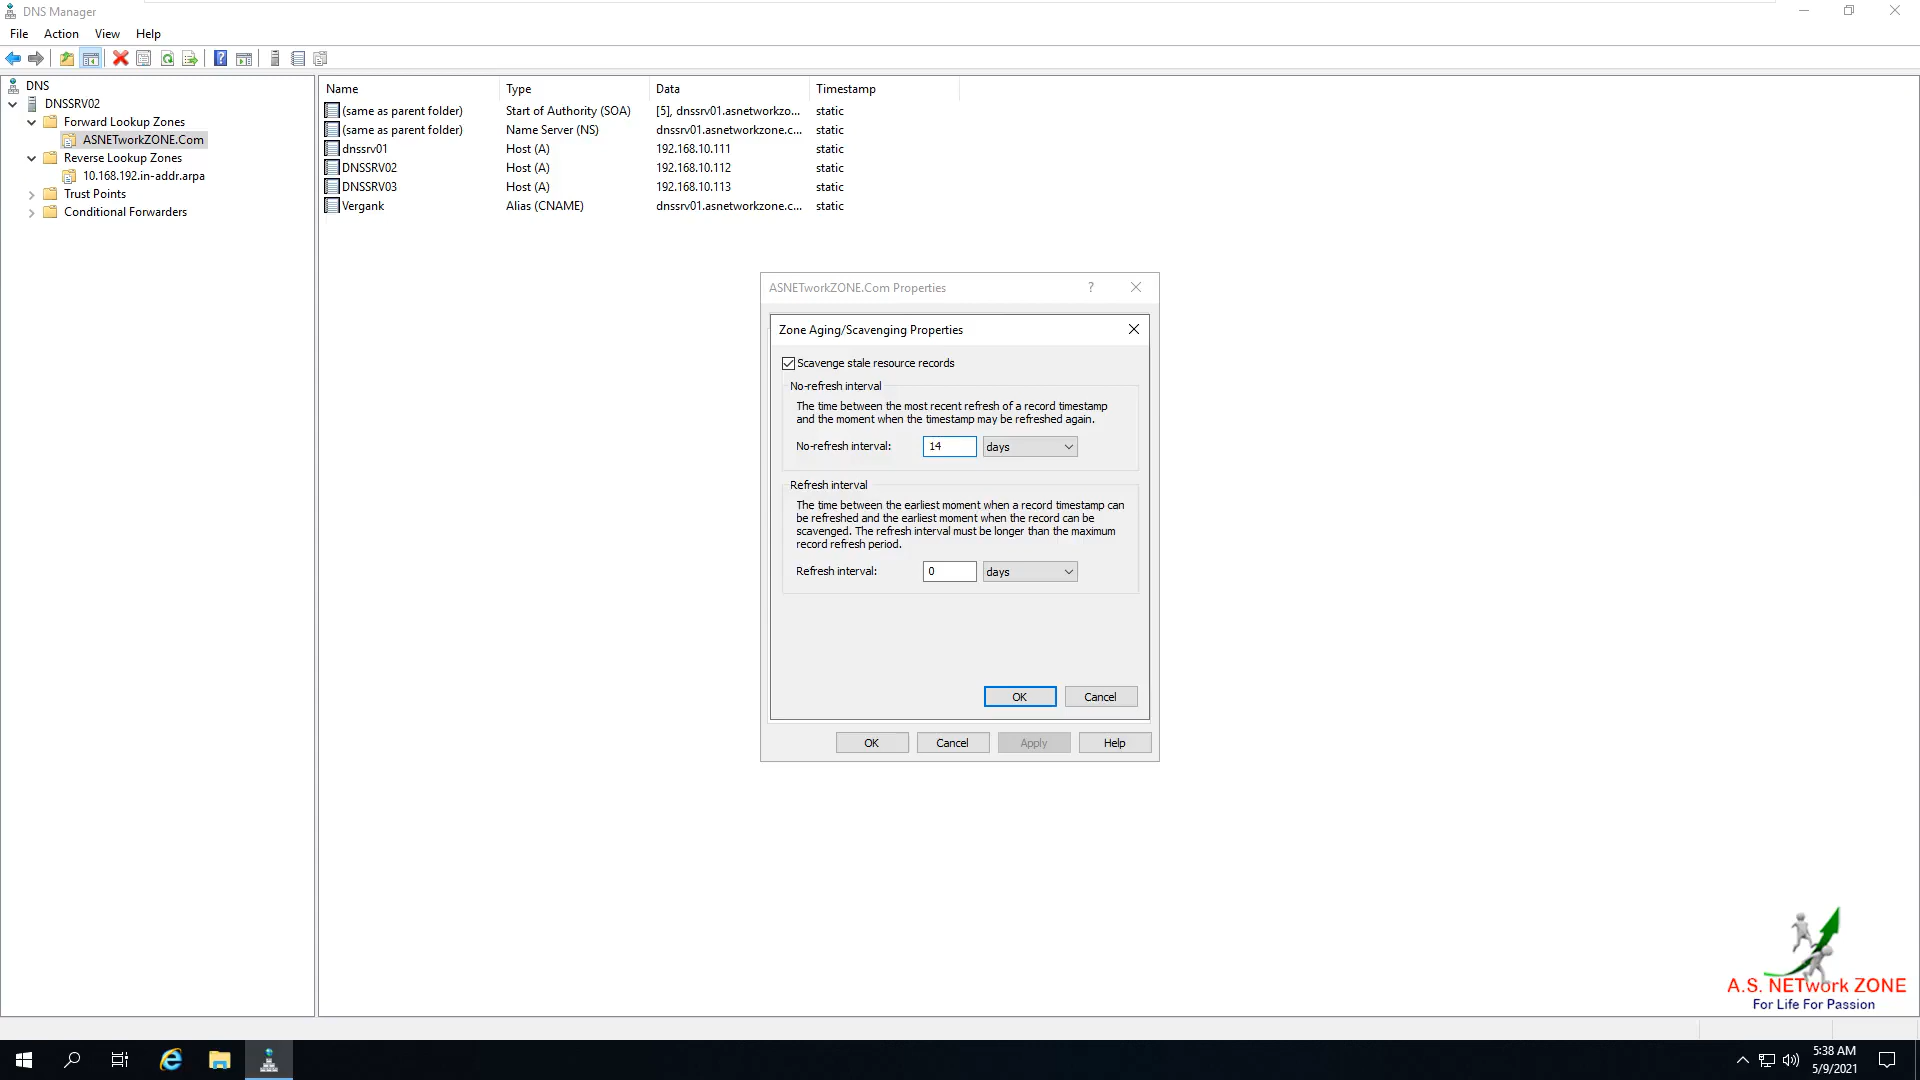 DNS Manager
File Action View Help
DNS
DNSSRV02
Forward Lookup Zones
ASNETworkZONE.Com
Reverse Lookup Zones
10.168.192.in-addr.arpa
Trust Points
Conditional Forwarders
Name Type Data Timestamp
(same as parent folder) Start of Authority (SOA) [5], dnssrv01.asnetworkzo... static
(same as parent folder) Name Server (NS) dnssrv01.asnetworkzone.c... static
dnssrv01 Host (A) 192.168.10.111 static
DNSSRV02 Host (A) 192.168.10.112 static
DNSSRV03 Host (A) 192.168.10.113 static
Vergank Alias (CNAME) dnssrv01.asnetworkzone.c... static
ASNETworkZONE.Com Properties ?
Zone Aging/Scavenging Properties
Scavenge stale resource records
No-refresh interval
The time between the most recent refresh of a record timestamp
and the moment when the timestamp may be refreshed again.
No-refresh interval: 14 days
Refresh interval
The time between the earliest moment when a record timestamp can
be refreshed and the earliest moment when the record can be
scavenged. The refresh interval must be longer than the maximum
record refresh period.
Refresh interval: 0 days
OK Cancel
OK Cancel Apply Help
A.S. NETwork ZONE
For Life For Passion
5:38 AM
5/9/2021